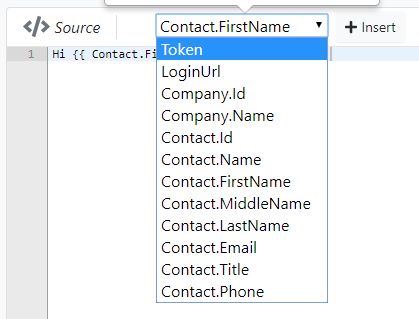 Source
Contact.FirstName
Insert
1
Hi {{ Contact.Fi
Token
LoginUrl
Company.Id
Company.Name
Contact.Id
Contact.Name
Contact.FirstName
Contact.MiddleName
Contact.LastName
Contact.Email
Contact.Title
Contact.Phone